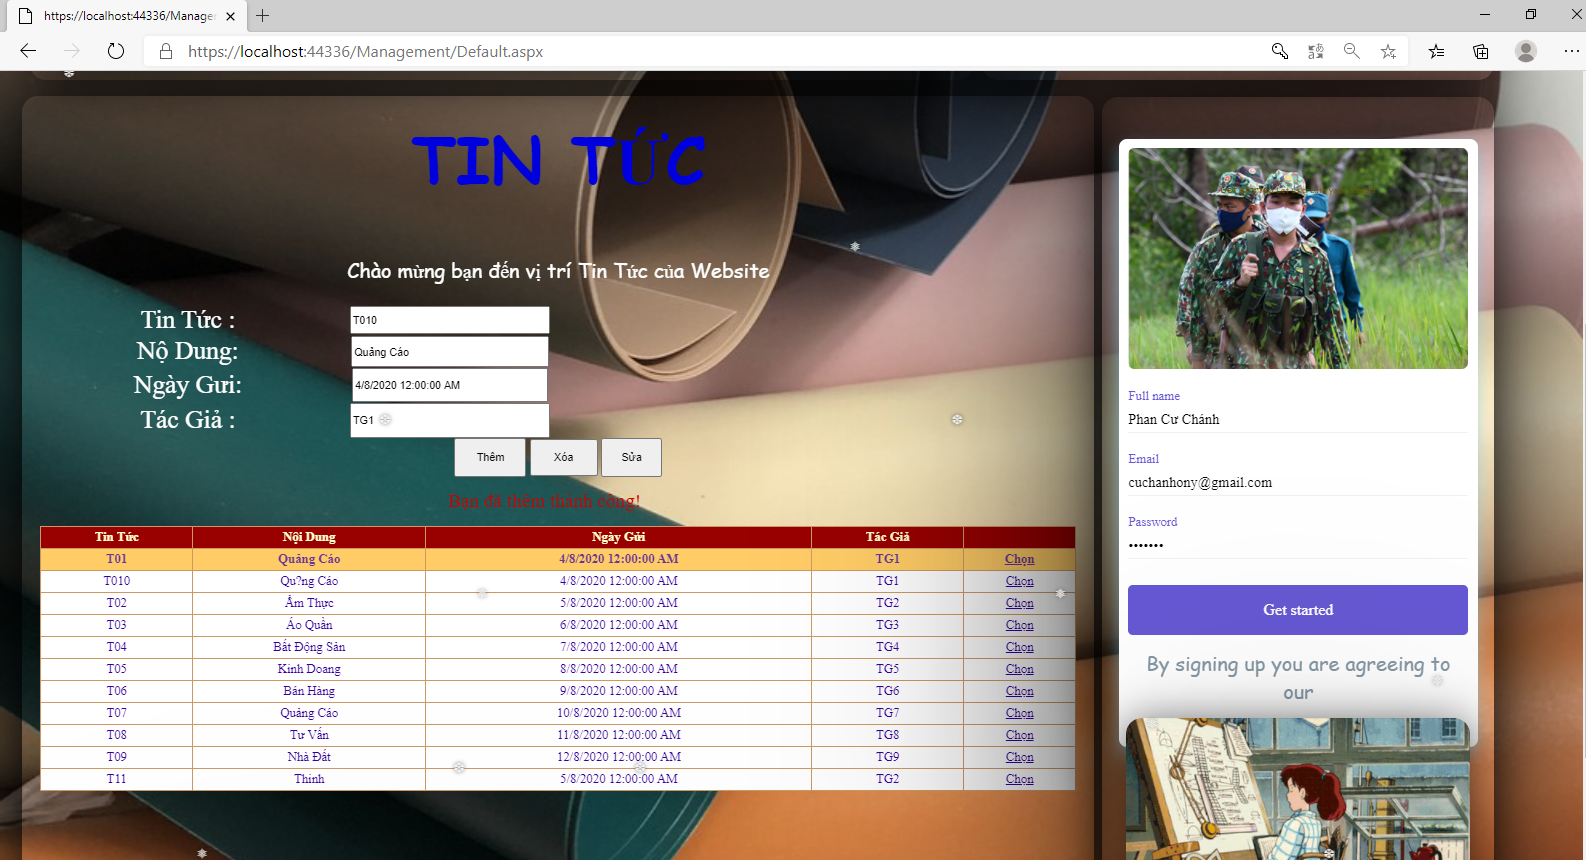 https://localhost:44336/Manage
https://localhost:44336/Management/Default.aspx
TIN TỨC
Chào mừng bạn đến vị trí Tin Tức của Website
Tin Tức : T010
Nộ Dung: Quảng Cáo
Ngày Gưi: 4/8/2020 12:00:00 AM
Tác Giả : TG1
Thêm Xóa Sửa
Bạn đã thêm thành công!
Tin Tức Nội Dung Ngày Gửi Tác Giả
T01 Quảng Cáo 4/8/2020 12:00:00 AM TG1 Chọn
T010 Qu?ng Cáo 4/8/2020 12:00:00 AM TG1 Chọn
T02 Ẩm Thực 5/8/2020 12:00:00 AM TG2 Chọn
T03 Áo Quần 6/8/2020 12:00:00 AM TG3 Chọn
T04 Bất Động Sản 7/8/2020 12:00:00 AM TG4 Chọn
T05 Kinh Doang 8/8/2020 12:00:00 AM TG5 Chọn
T06 Bán Hàng 9/8/2020 12:00:00 AM TG6 Chọn
T07 Quảng Cáo 10/8/2020 12:00:00 AM TG7 Chọn
T08 Tư Vấn 11/8/2020 12:00:00 AM TG8 Chọn
T09 Nhà Đất 12/8/2020 12:00:00 AM TG9 Chọn
T11 Thinh 5/8/2020 12:00:00 AM TG2 Chọn
Full name
Phan Cư Chánh
Email
cuchanhony@gmail.com
Password
•••••••
Get started
By signing up you are agreeing to
our